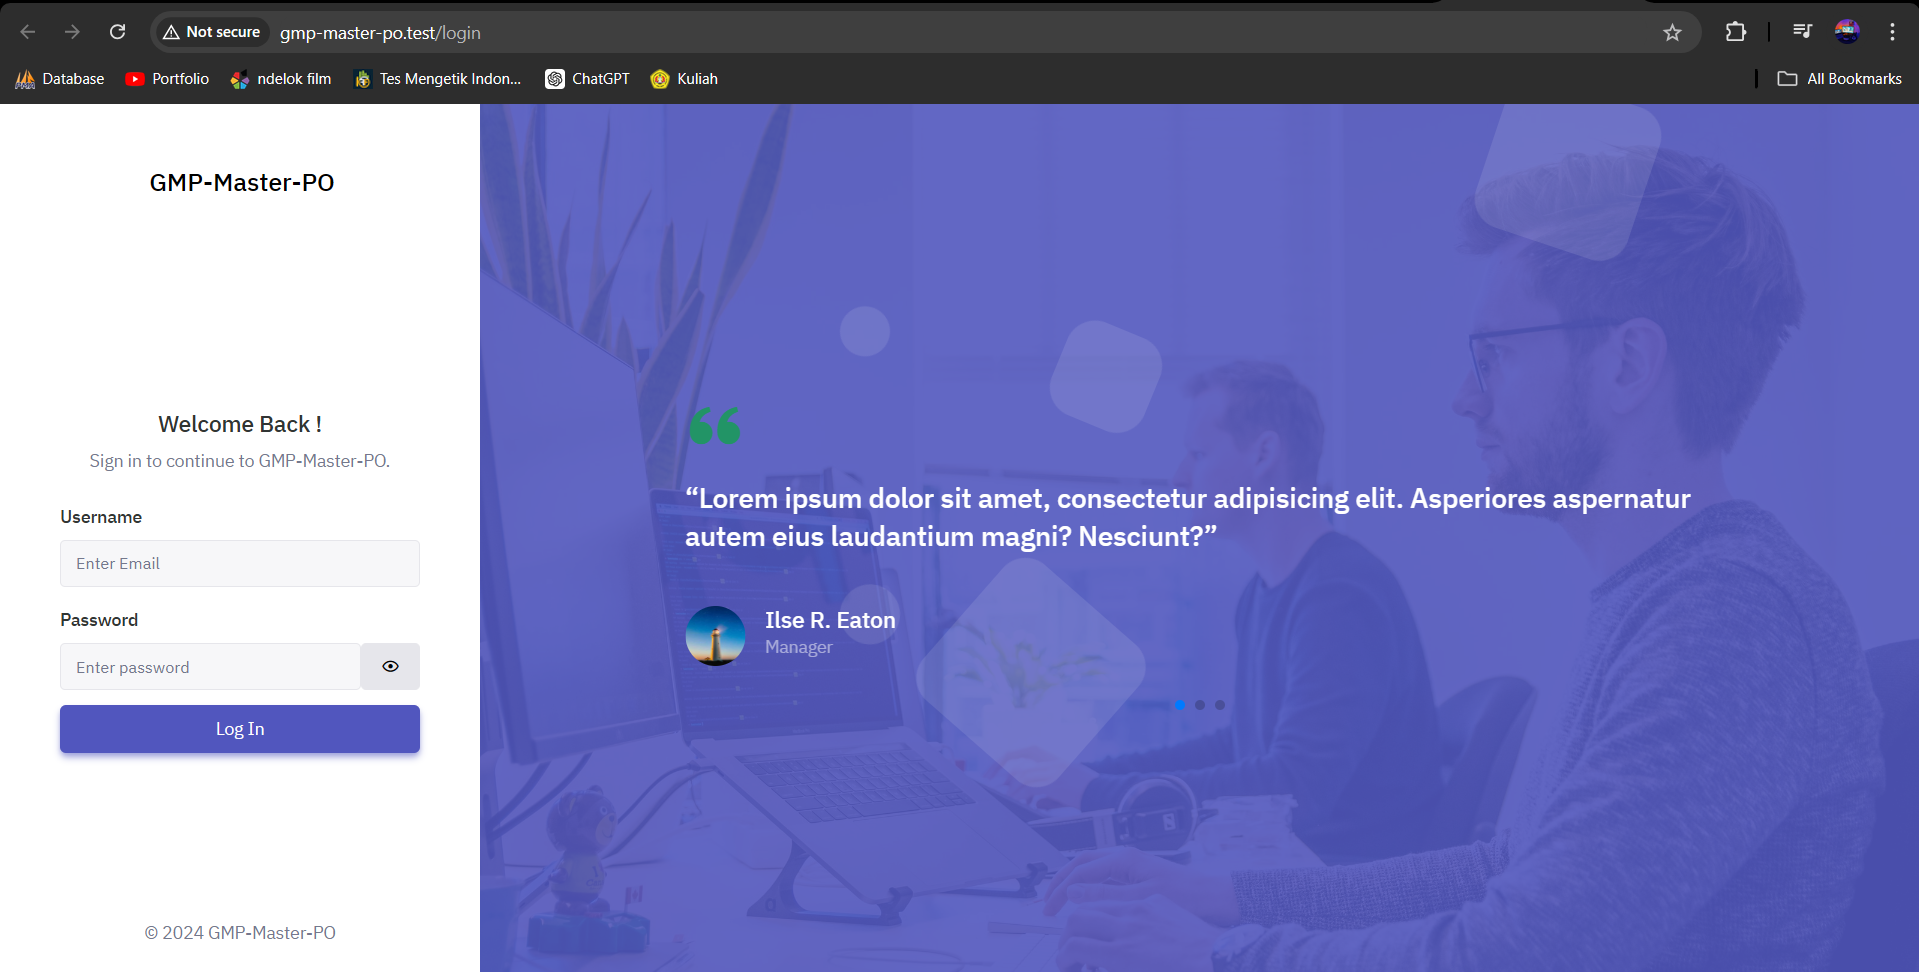 Not secure
gmp-master-po.test/login
Database
Portfolio
ndelok film
Tes Mengetik Indon...
ChatGPT
Kuliah
All Bookmarks
GMP-Master-PO
Welcome Back !
Sign in to continue to GMP-Master-PO.
Username
Enter Email
Password
Enter password
Log In
© 2024 GMP-Master-PO
“
“Lorem ipsum dolor sit amet, consectetur adipisicing elit. Asperiores aspernatur
autem eius laudantium magni? Nesciunt?”
Ilse R. Eaton
Manager